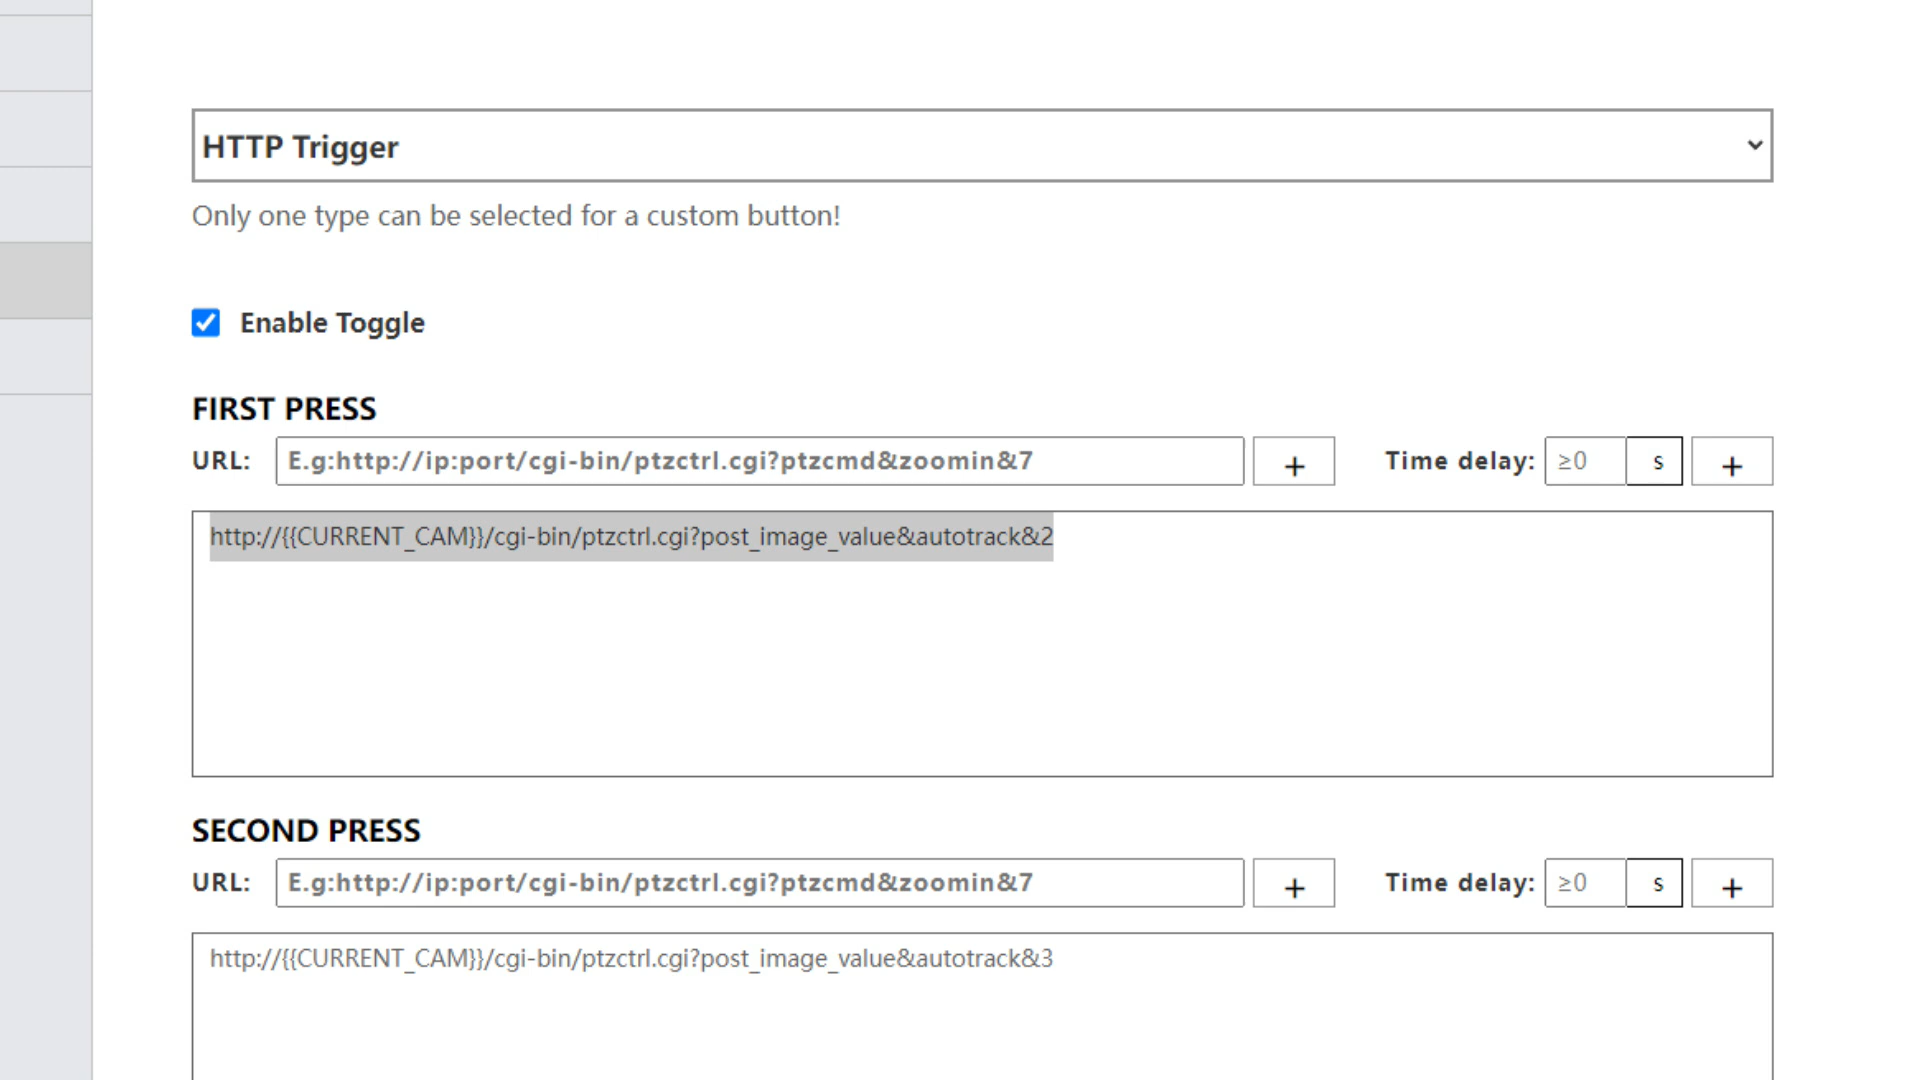 HTTP Trigger
Only one type can be selected for a custom button!
Enable Toggle
FIRST PRESS
URL: E.g:http://ip:port/cgi-bin/ptzctrl.cgi?ptzcmd&zoomin&7 + Time delay: ≥0 s +
http://{{CURRENT_CAM}}/cgi-bin/ptzctrl.cgi?post_image_value&autotrack&2
SECOND PRESS
URL: E.g:http://ip:port/cgi-bin/ptzctrl.cgi?ptzcmd&zoomin&7 + Time delay: ≥0 s +
http://{{CURRENT_CAM}}/cgi-bin/ptzctrl.cgi?post_image_value&autotrack&3